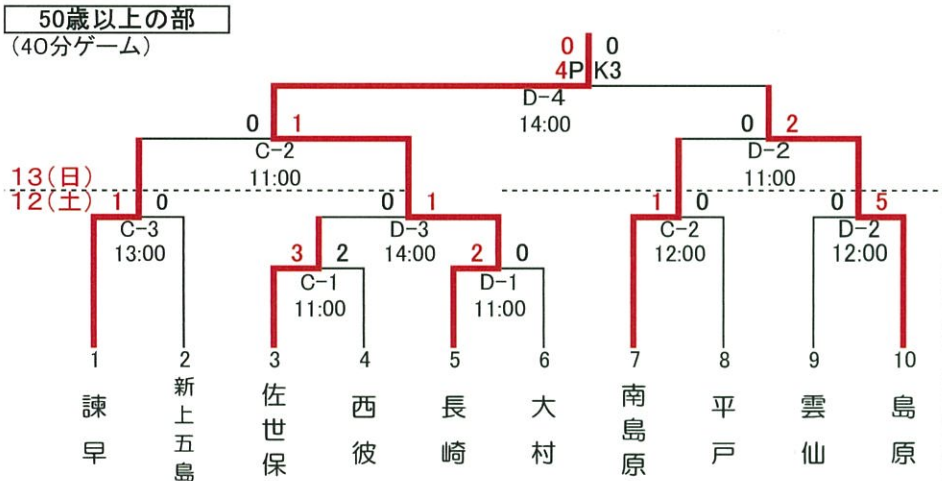 50歳以上の部
(40分ゲーム)
0 0
4PK3
D-4
14:00
0 1
C-2
11:00
0 2
D-2
11:00
13(日)
12(土)
1 0
C-3
13:00
0 1
D-3
14:00
1 0
C-2
12:00
0 5
D-2
12:00
3 2
C-1
11:00
2 0
D-1
11:00
1 2 3 4 5 6 7 8 9 10
諫早
新上五島
佐世保
西彼
長崎
大村
南島原
平戸
雲仙
島原